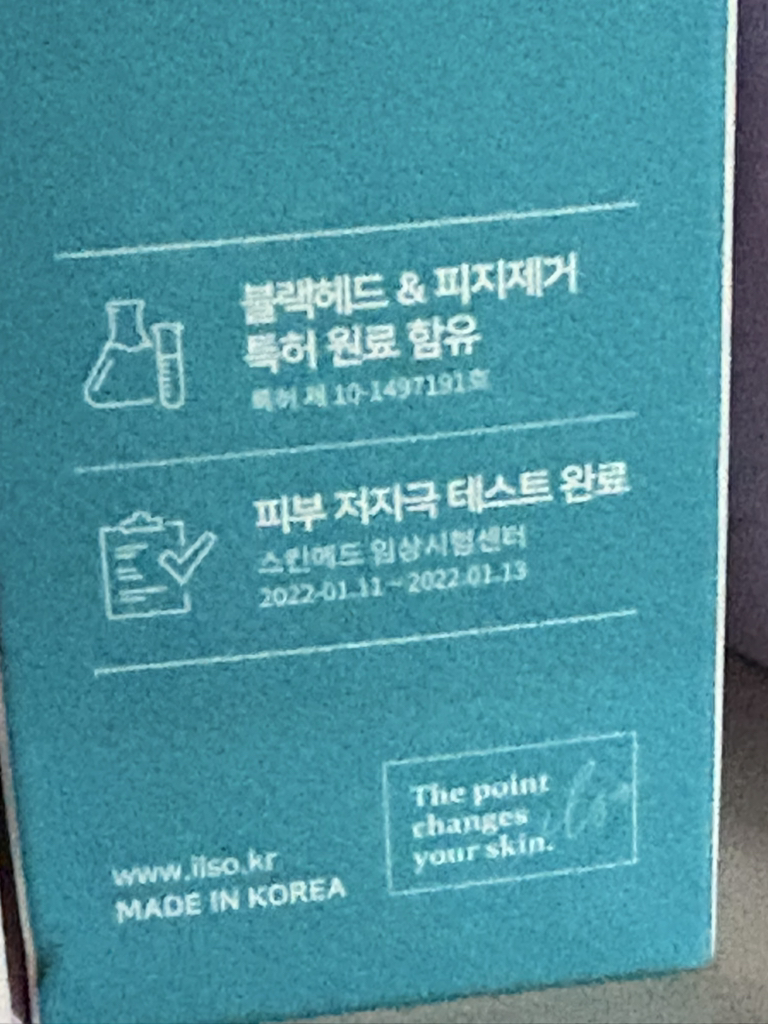 블랙헤드 & 피지제거
특허 원료 함유
특허 제 10-1497191호
피부 저자극 테스트 완료
스킨메드 임상시험센터
2022-01-11 ~ 2022-01-13
The point
changes
your skin.
ilso
www.ilso.kr
MADE IN KOREA